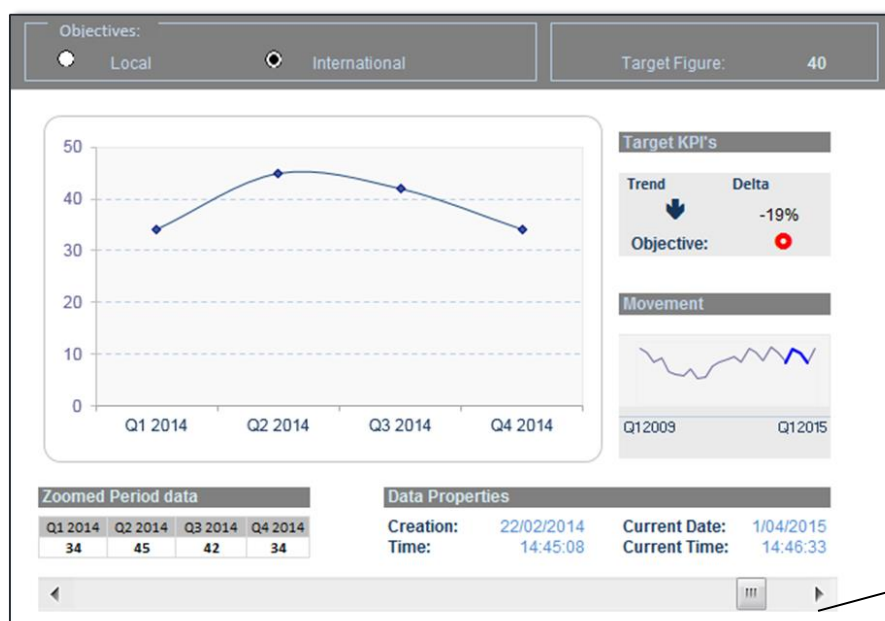 Objectives:
Local International Target Figure: 40
Target KPI's
Trend Delta
-19%
Objective:
Movement
Q12009 Q12015
50
40
30
20
10
0
Q1 2014 Q2 2014 Q3 2014 Q4 2014
Zoomed Period data
Q1 2014 Q2 2014 Q3 2014 Q4 2014
34 45 42 34
Data Properties
Creation: 22/02/2014 Current Date: 1/04/2015
Time: 14:45:08 Current Time: 14:46:33